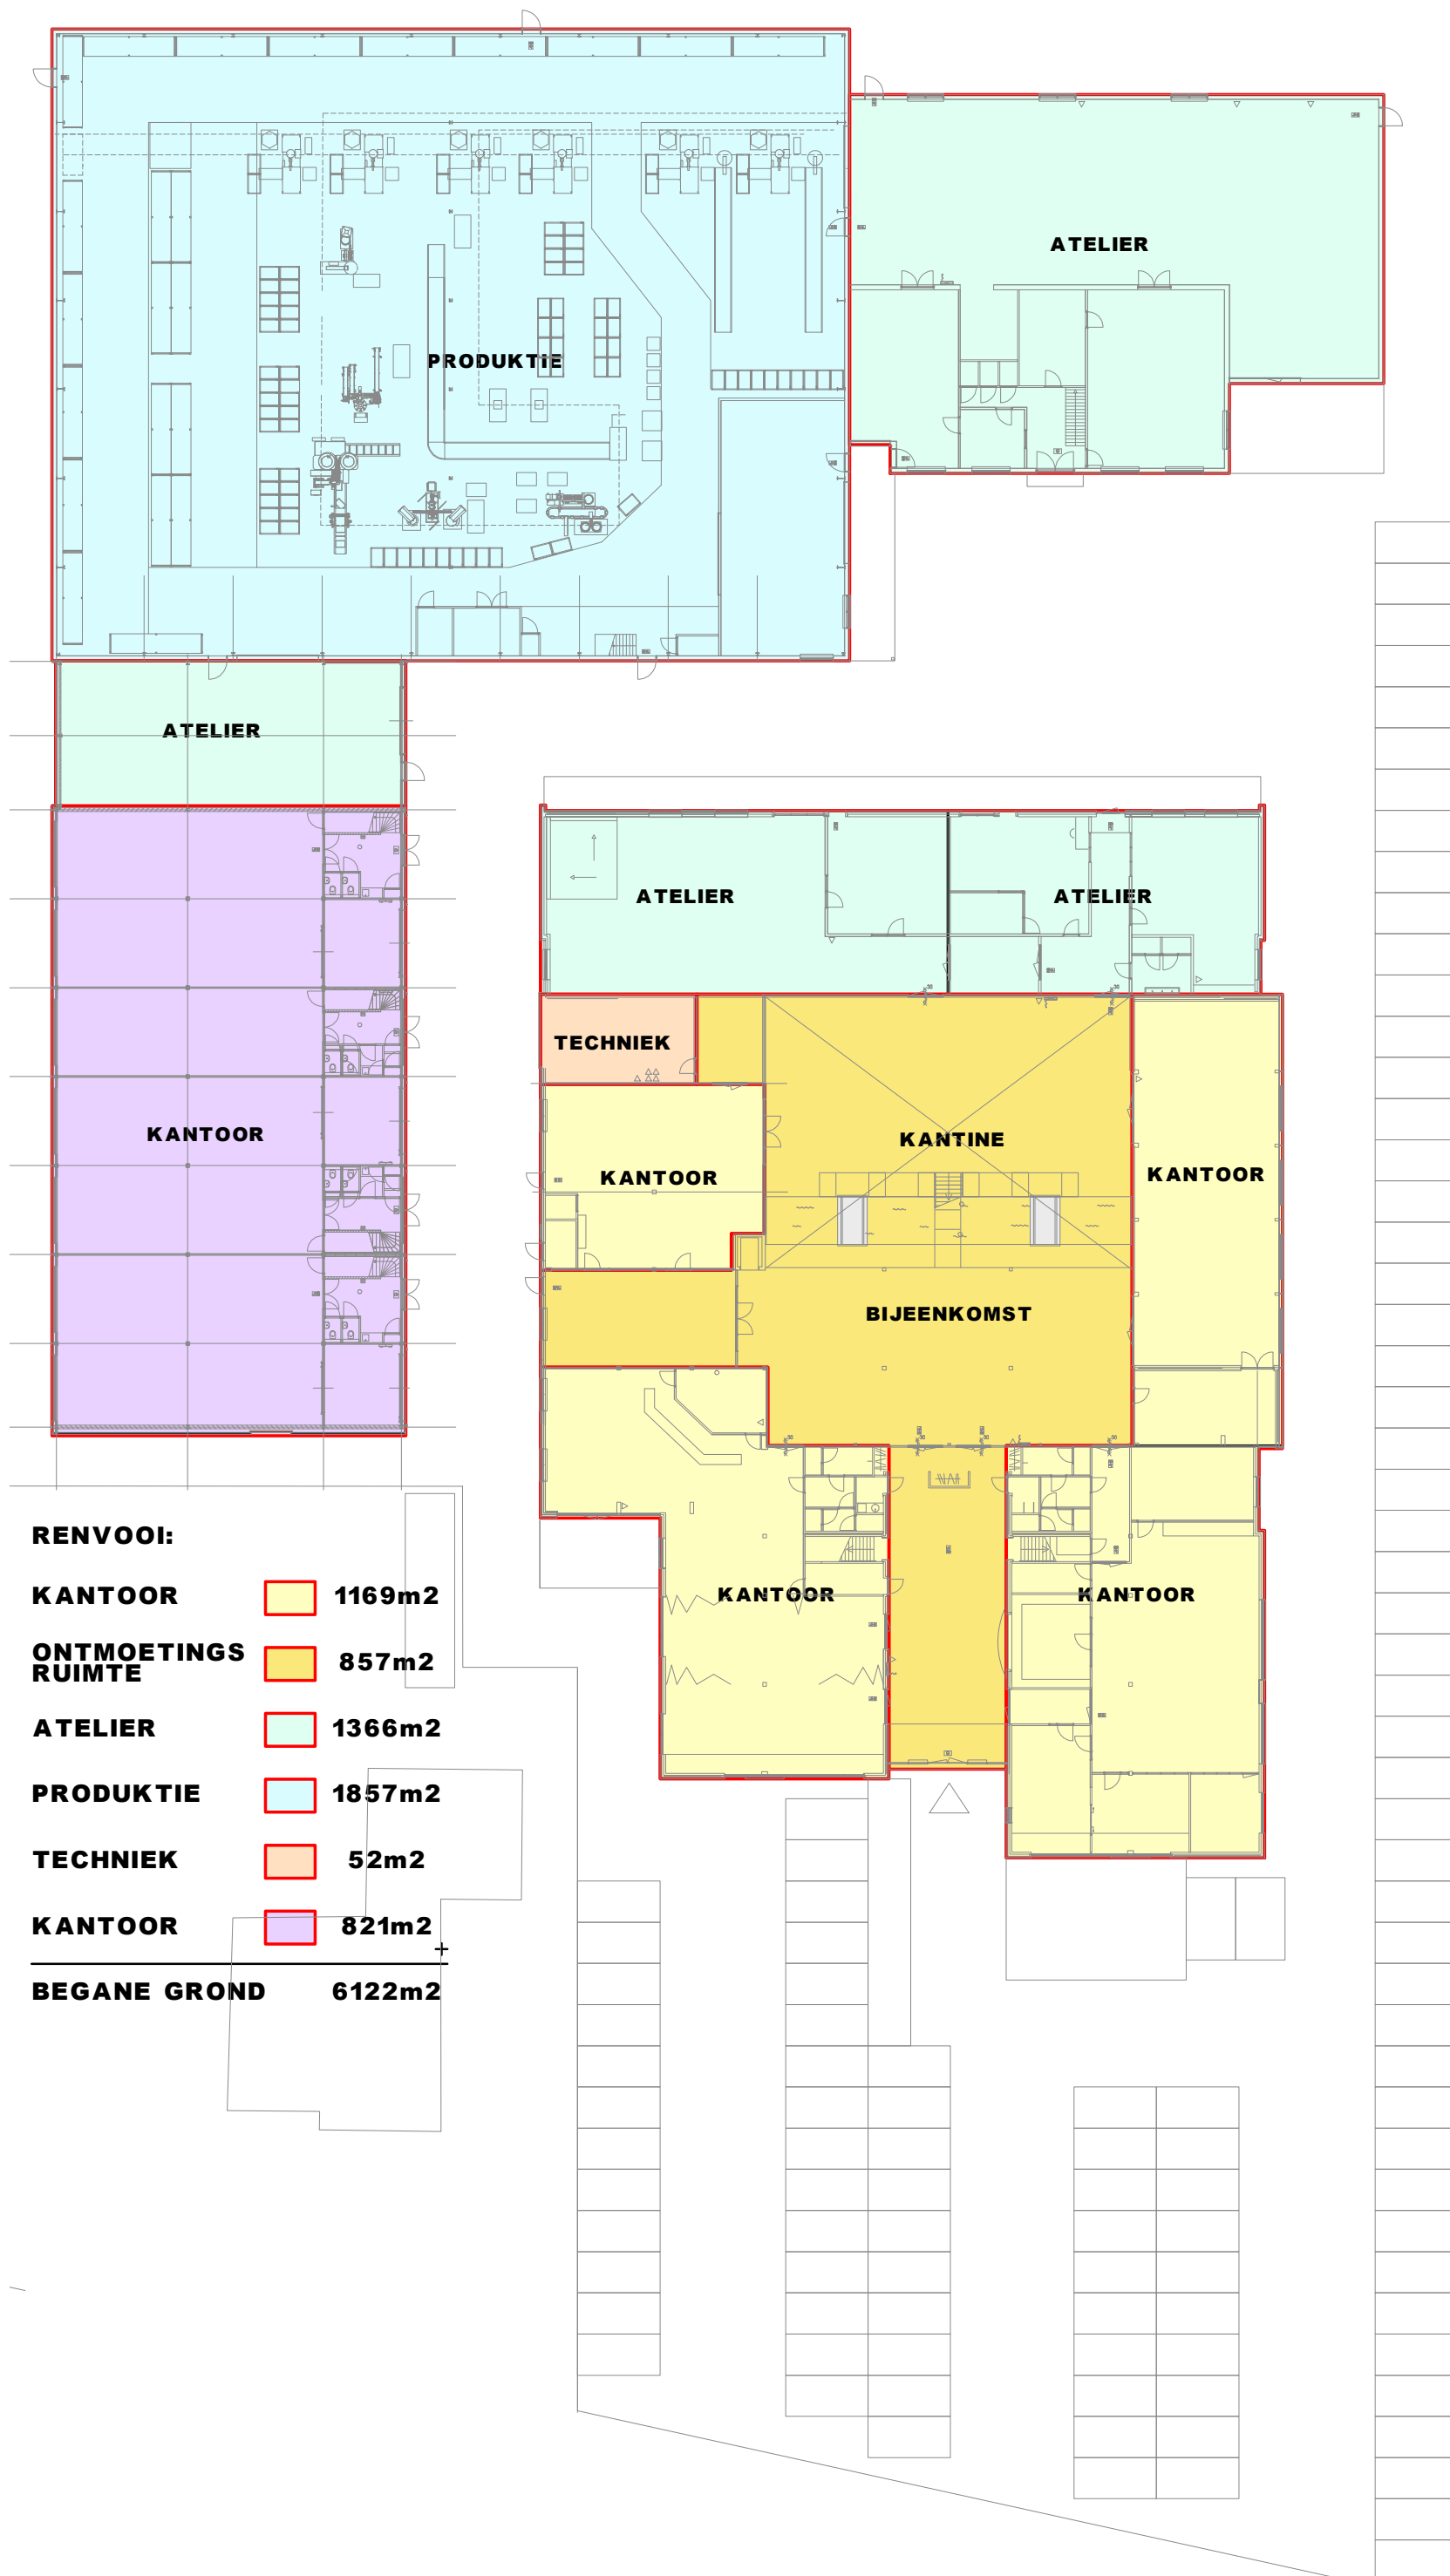 ATELIER
PRODUKTIE
ATELIER
ATELIER
ATELIER
TECHNIEK
KANTOOR
KANTINE
KANTOOR
KANTOOR
BIJEENKOMST
KANTOOR
KANTOOR
RENVOOI:
KANTOOR 1169m2
ONTMOETINGS
RUIMTE 857m2
ATELIER 1366m2
PRODUKTIE 1857m2
TECHNIEK 52m2
KANTOOR 821m2
+
BEGANE GROND 6122m2